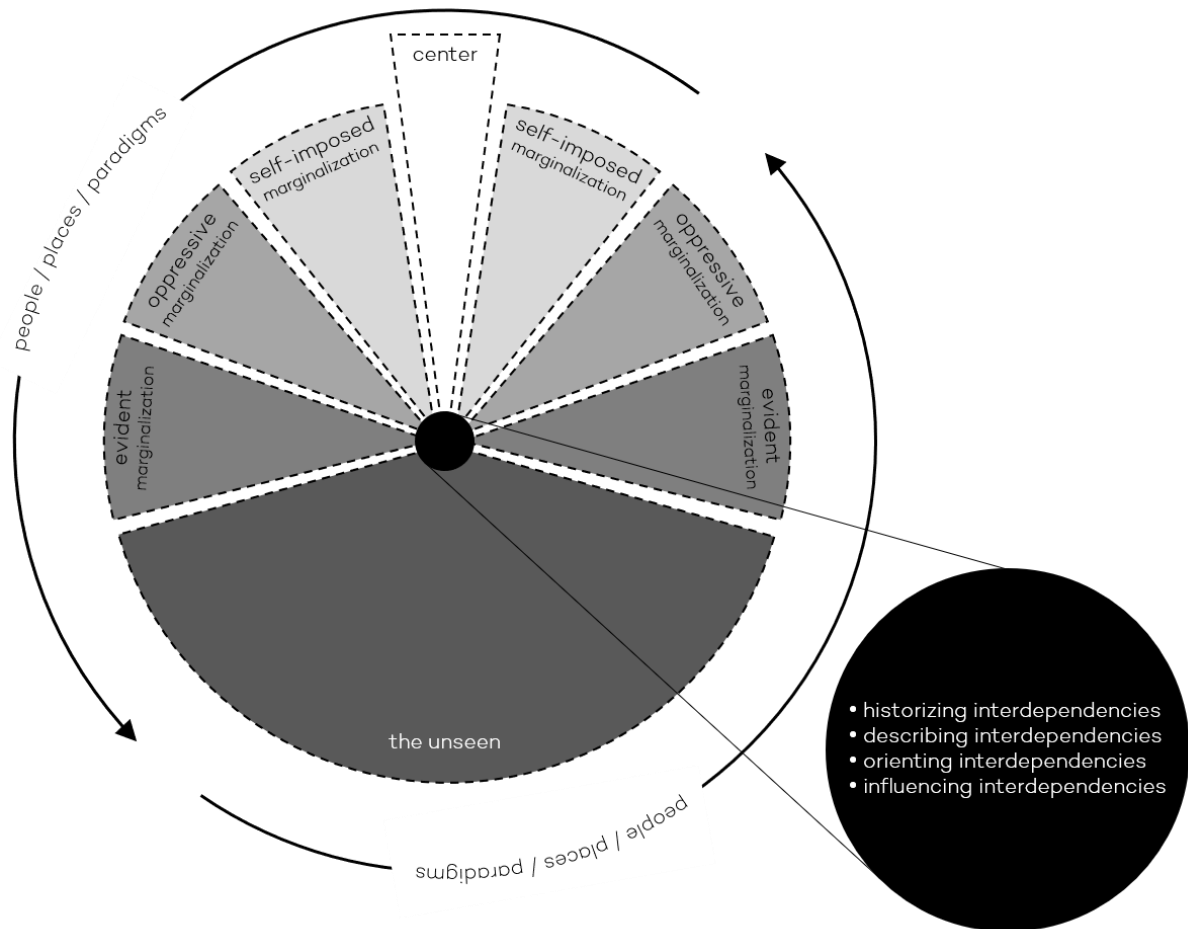 center
self-imposed
marginalization
self-imposed
marginalization
people / places / paradigms
oppressive
marginalization
oppressive
marginalization
evident
marginalization
evident
marginalization
the unseen
• historizing interdependencies
• describing interdependencies
• orienting interdependencies
• influencing interdependencies
people / places / paradigms